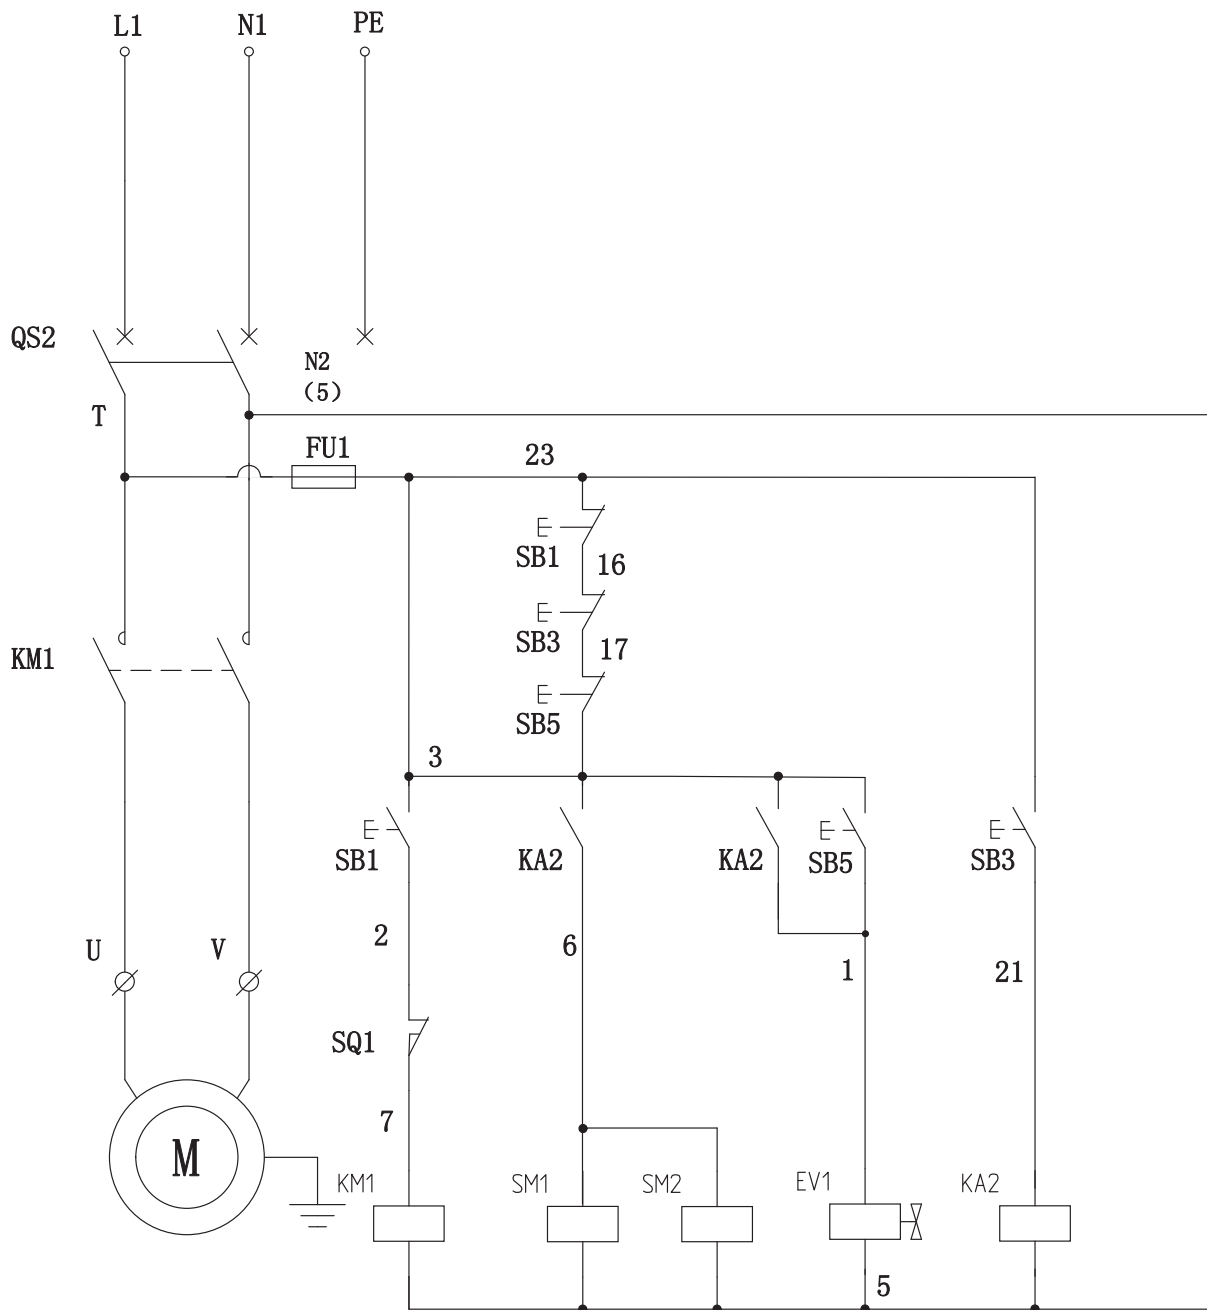 L1 N1 PE
QS2
N2
(5)
T
FU1
23
SB1
16
SB3
17
KM1
SB5
3
SB1 KA2 KA2 SB5 SB3
U V
2 6 1 21
SQ1
7
M
KM1 SM1 SM2 EV1 KA2
5